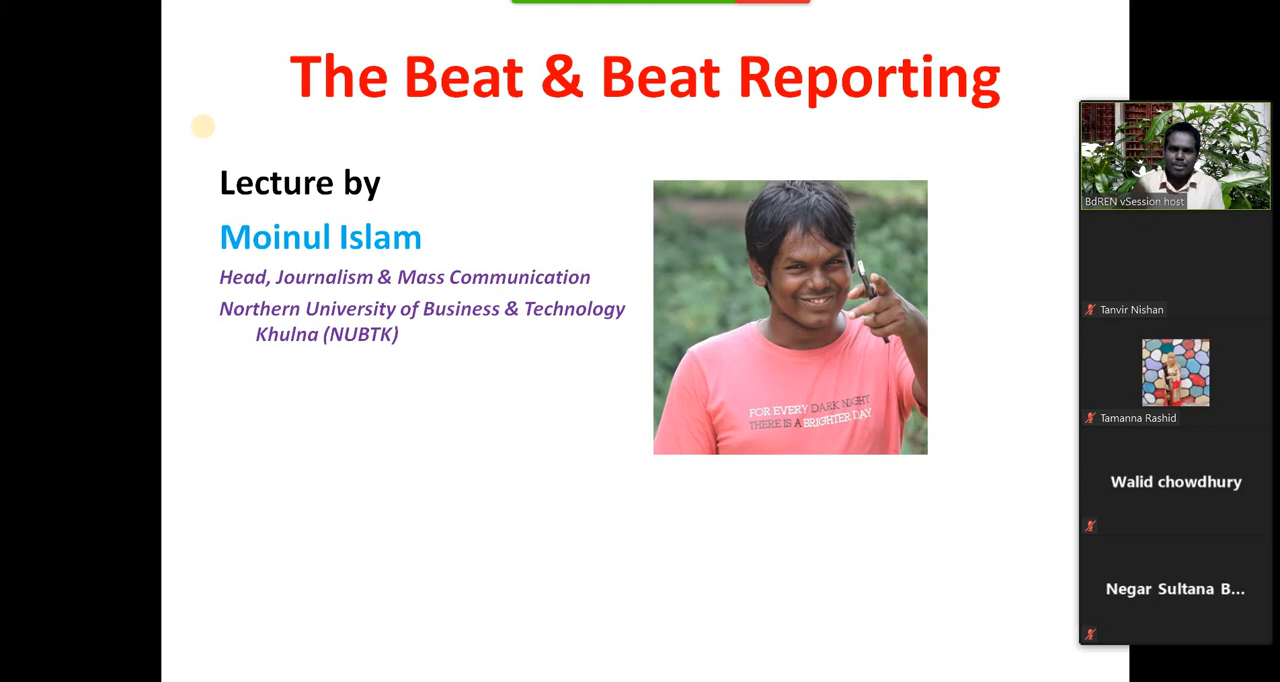 The Beat & Beat Reporting
Lecture by
Moinul Islam
Head, Journalism & Mass Communication
Northern University of Business & Technology
Khulna (NUBTK)
FOR EVERY DARK NIGHT
THERE IS A BRIGHTER DAY
BdREN vSession host
Tanvir Nishan
Tamanna Rashid
Walid chowdhury
Negar Sultana B...